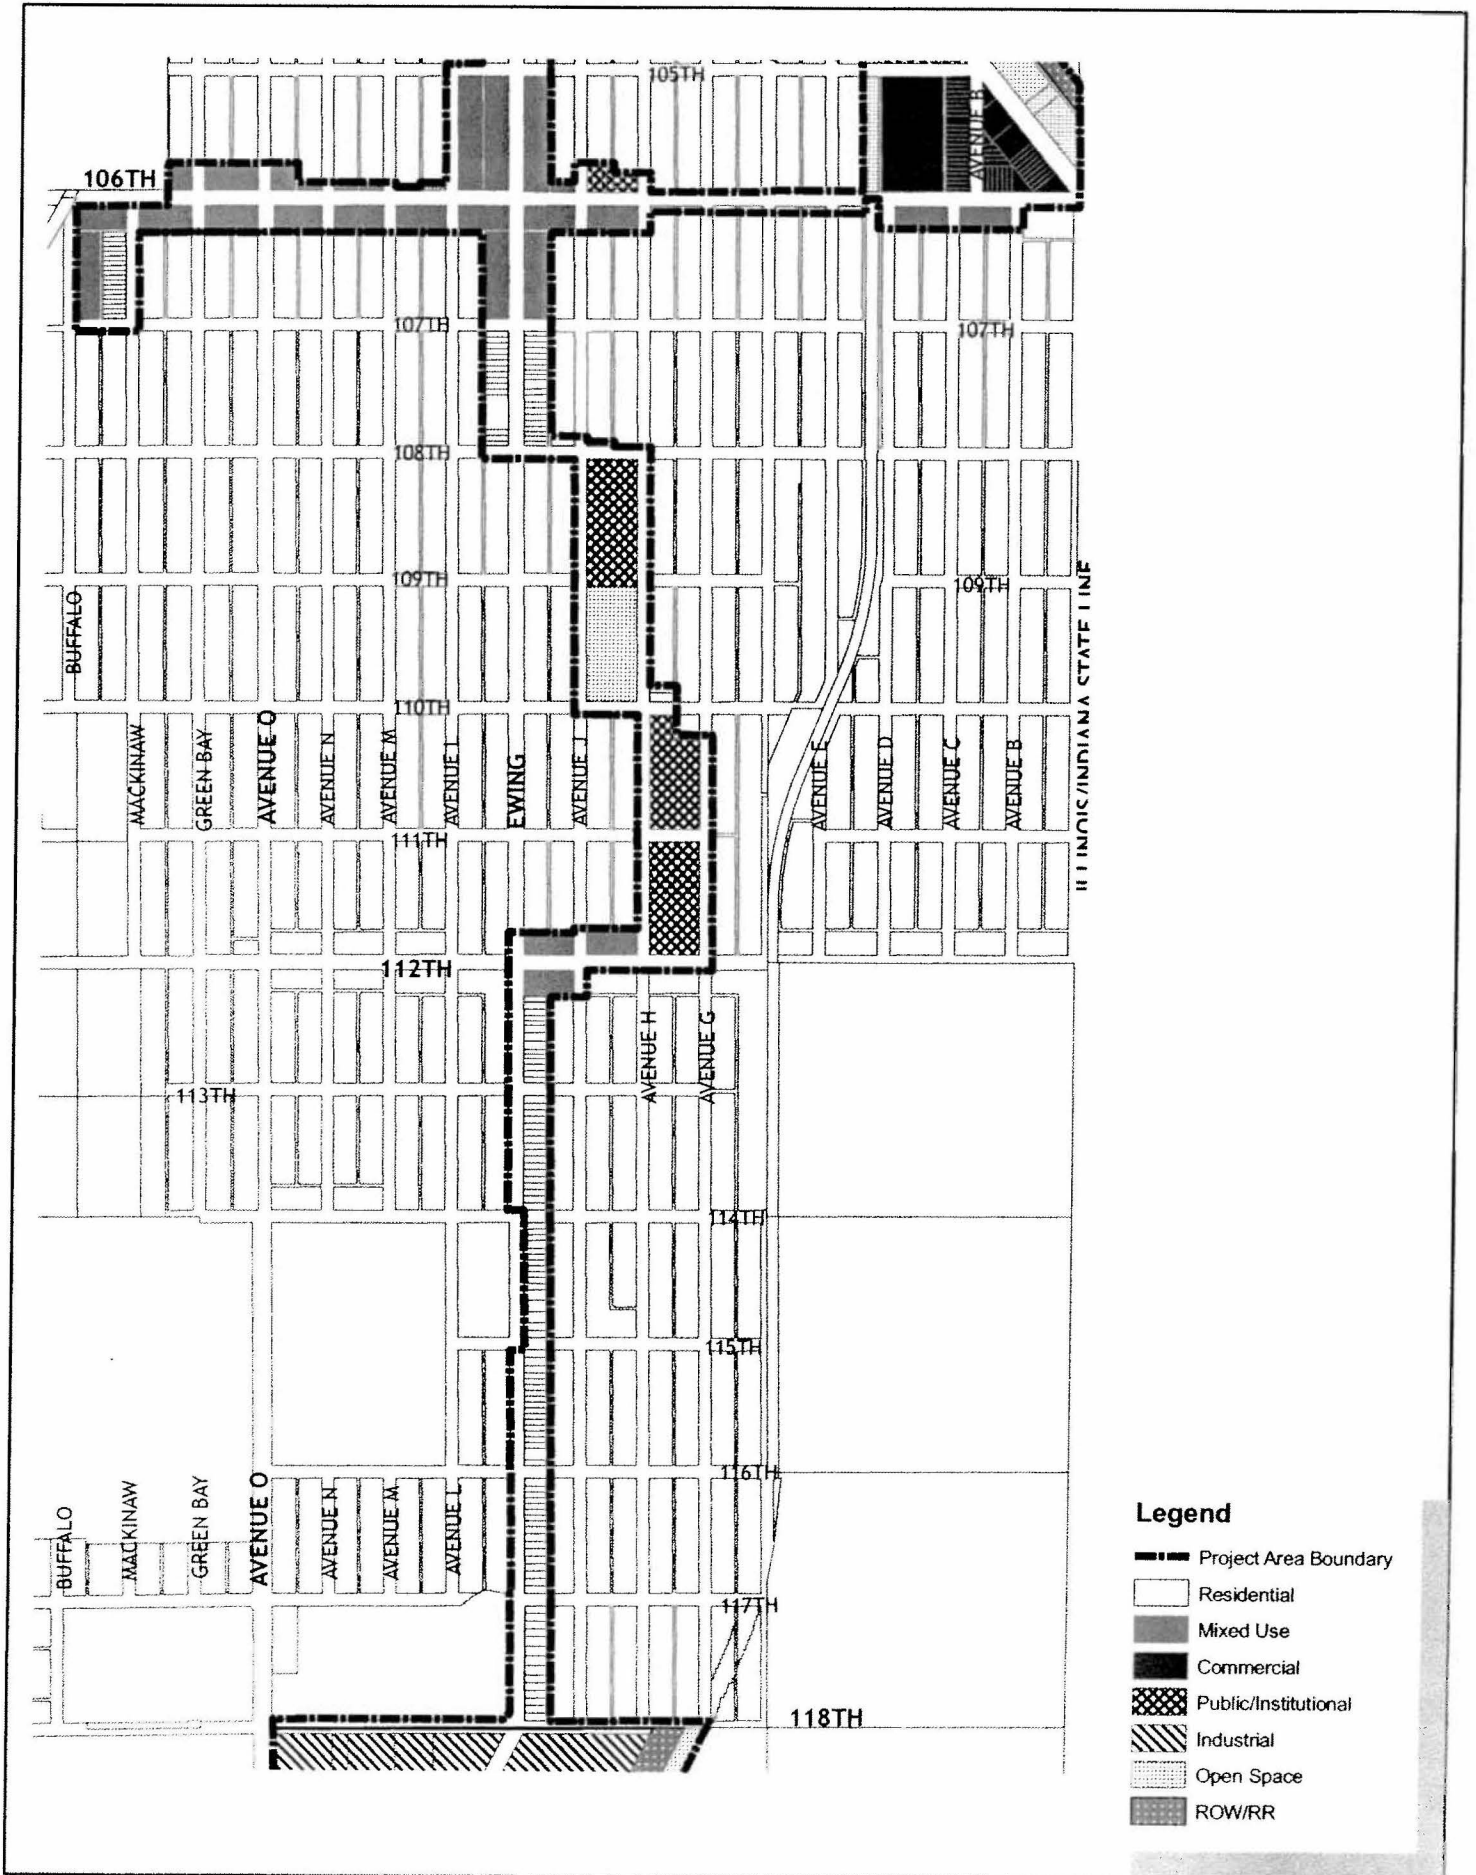 105TH
AVENUE B
106TH
107TH
107TH
108TH
109TH
109TH
BUFFALO
ILLINOIS/INDIANA STATE LINE
110TH
MACKINAW
GREEN BAY
AVENUE O
AVENUE N
AVENUE M
AVENUE L
EWING
AVENUE J
AVENUE E
AVENUE D
AVENUE C
AVENUE B
111TH
112TH
AVENUE H
AVENUE G
113TH
114TH
115TH
116TH
BUFFALO
MACKINAW
GREEN BAY
AVENUE O
AVENUE N
AVENUE M
AVENUE L
117TH
118TH
Legend
Project Area Boundary
Residential
Mixed Use
Commercial
Public/Institutional
Industrial
Open Space
ROW/RR